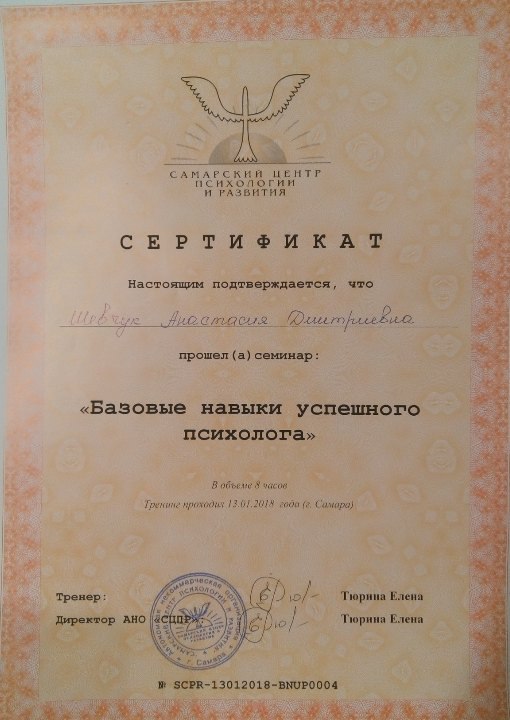 САМАРСКИЙ ЦЕНТР
ПСИХОЛОГИИ
И РАЗВИТИЯ
СЕРТИФИКАТ
Настоящим подтверждается, что
Шевчук Анастасия Дмитриевна
прошел(а)семинар:
«Базовые навыки успешного
психолога»
В объеме 8 часов
Тренинг проходил 13.01.2018 года (г. Самара)
Тренер: Тюрина Елена
Директор АНО «СЦПР»: Тюрина Елена
г. Самара
№ SCPR-13012018-BNUP0004